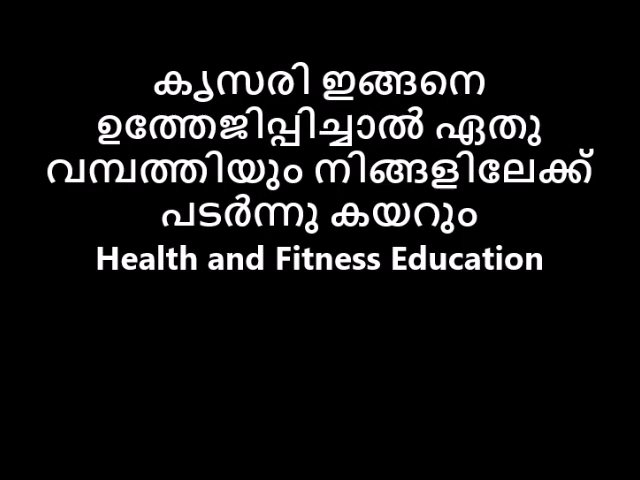 കൃസരി ഇങ്ങനെ
ഉത്തേജിപ്പിച്ചാൽ ഏതു
വമ്പത്തിയും നിങ്ങളിലേക്ക്
പടർന്നു കയറും
Health and Fitness Education